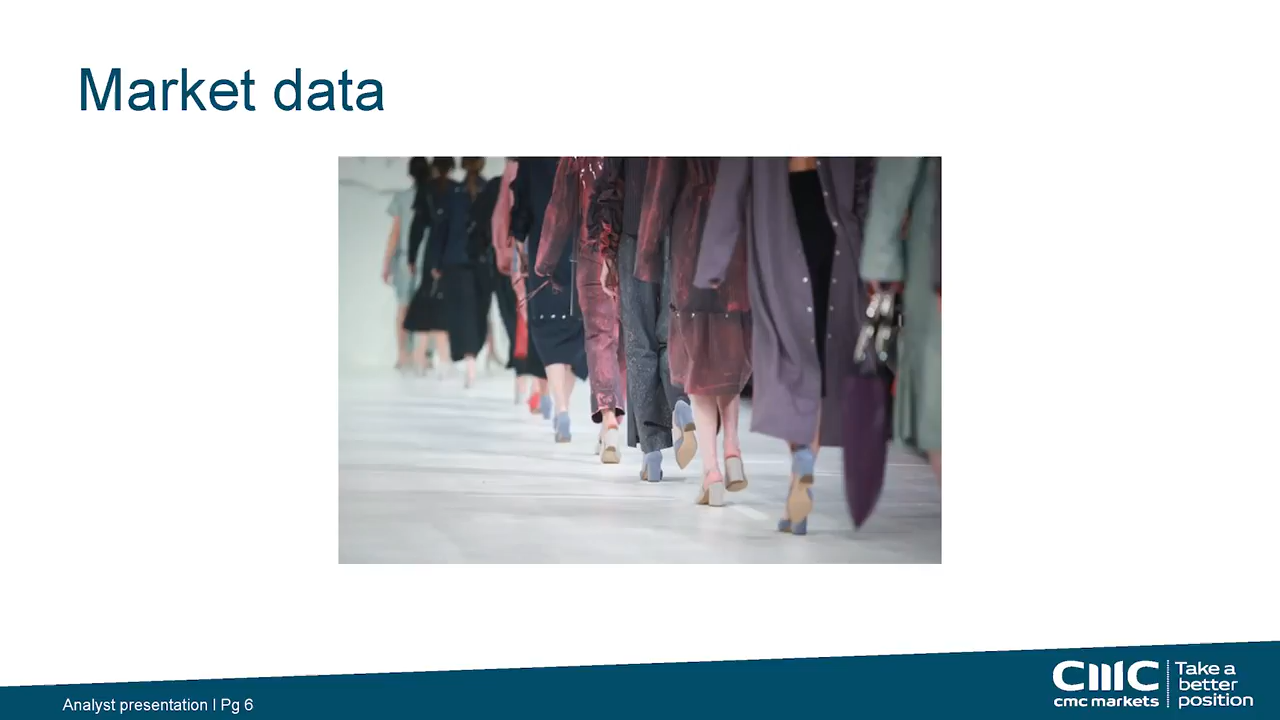 Market data
Analyst presentation I Pg 6
CMC
cmc markets
Take a
better
position